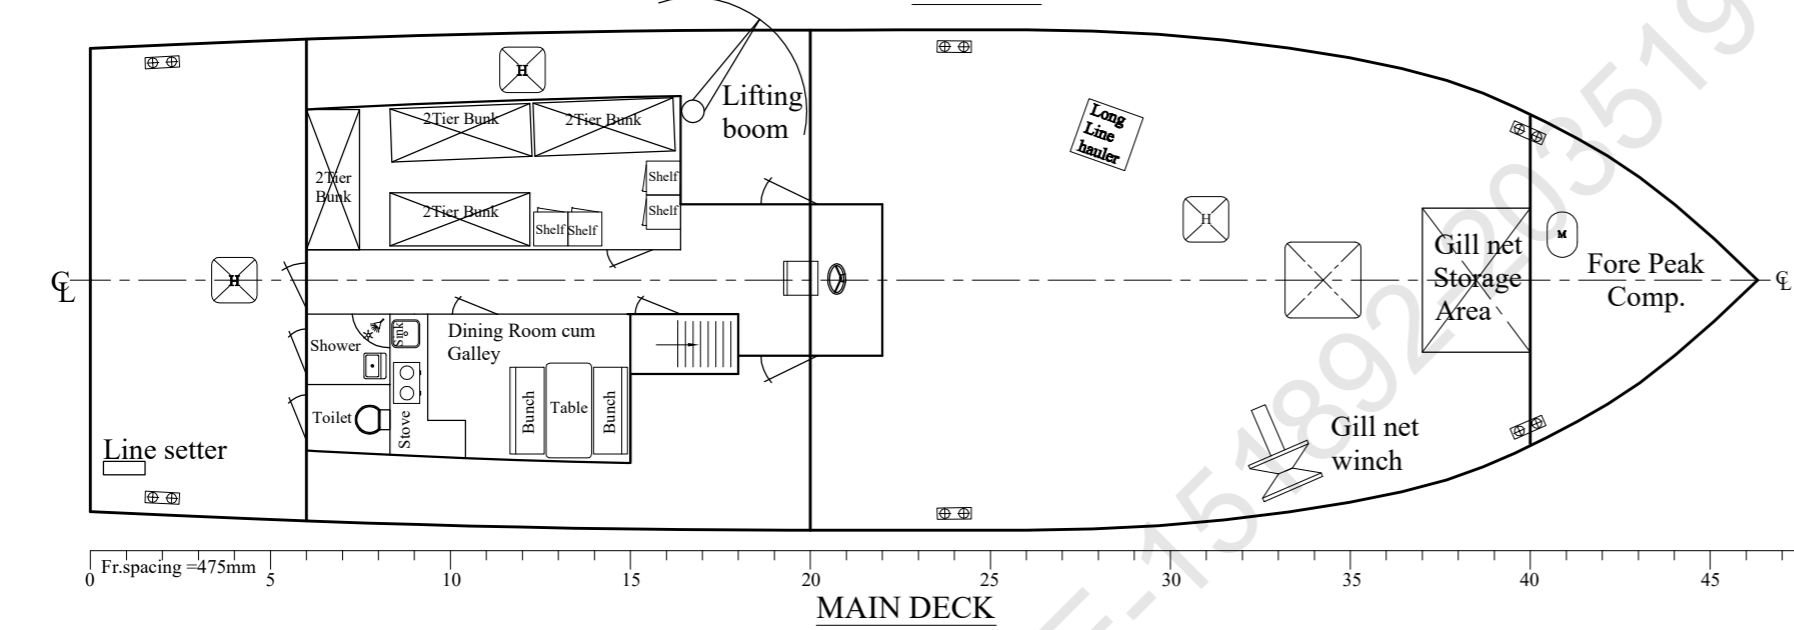 H
Lifting
boom
2Tier Bunk
2Tier Bunk
Long
Line
hauler
2Tier
Bunk
Shelf
2Tier Bunk
Shelf
Shelf
Shelf
H
M
Gill net
Storage
Area
Fore Peak
Comp.
CL
H
CL
Sink
Dining Room cum
Galley
Shower
Toilet
Stove
Bunch
Table
Bunch
Line setter
Gill net
winch
Fr.spacing =475mm
0 5 10 15 20 25 30 35 40 45
MAIN DECK
-151892-2035519